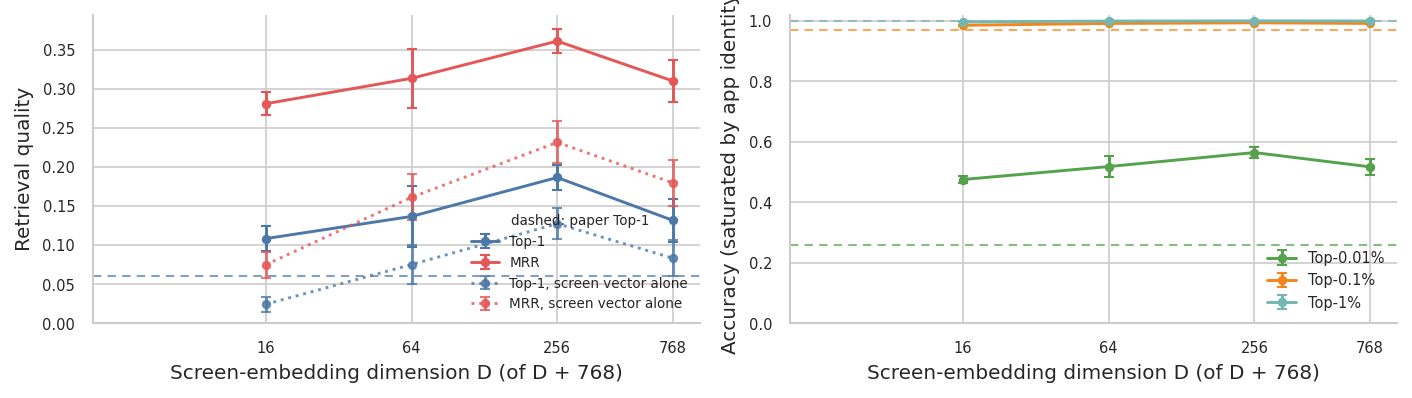 Retrieval quality
0.35
0.30
0.25
0.20
0.15
0.10
0.05
0.00
16
64
256
768
Screen-embedding dimension D (of D + 768)
dashed: paper Top-1
Top-1
MRR
Top-1, screen vector alone
MRR, screen vector alone
Accuracy (saturated by app identity
1.0
0.8
0.6
0.4
0.2
0.0
16
64
256
768
Screen-embedding dimension D (of D + 768)
Top-0.01%
Top-0.1%
Top-1%